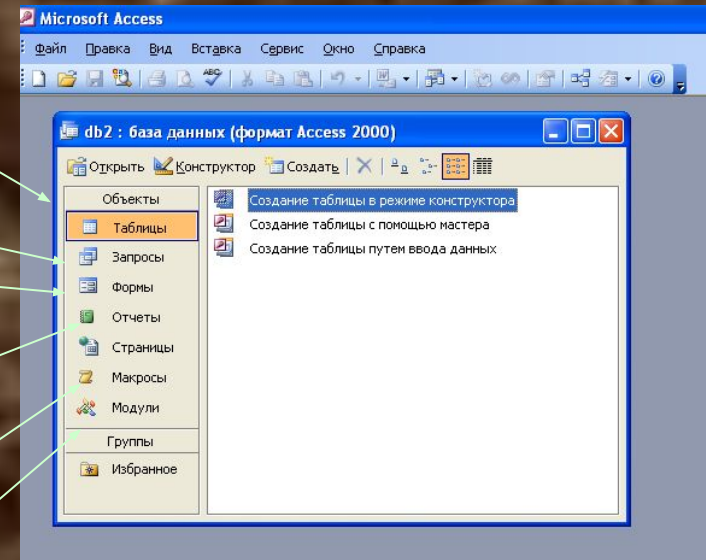 Microsoft Access
Файл Правка Вид Вставка Сервис Окно Справка
ABC
db2 : база данных (формат Access 2000)
Открыть Конструктор Создать
Объекты
Таблицы
Запросы
Формы
Отчеты
Страницы
Макросы
Модули
Группы
Избранное
Создание таблицы в режиме конструктора
Создание таблицы с помощью мастера
Создание таблицы путем ввода данных